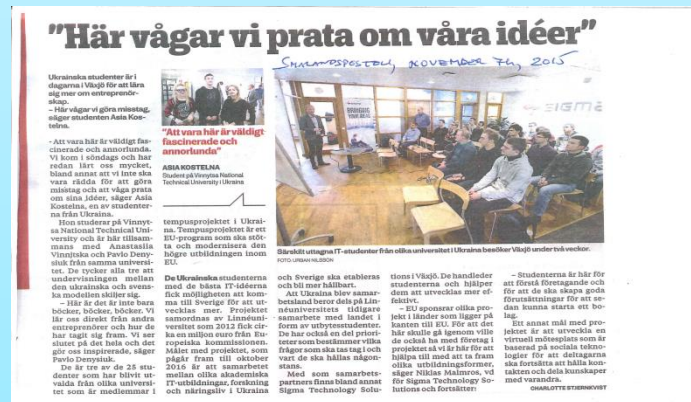 "Här vågar vi prata om våra idéer"
SMÅLANDSPOSTEN, NOVEMBER 7th, 2015
Ukrainska studenter är i
dagarna i Växjö för att lära
sig mer om entreprenör-
skap.
– Här vågar vi göra misstag,
säger studenten Asia Kos-
telna.
- Att vara här är väldigt fas-
cinerade och annorlunda.
Vi kom i söndags och har
redan lärt oss mycket,
bland annat att vi inte ska
vara rädda för att göra
misstag och att våga prata
om sina idéer, säger Asia
Kostelna, en av studenter-
na från Ukraina.
Hon studerar på Vinnyt-
sa National Technical Uni-
versity och är här tillsam-
mans med Anastasiia
Vinnitska och Pavlo Deny-
siuk från samma universi-
tet. De tycker alla tre att
undervisningen mellan
den ukrainska och svens-
ka modellen skiljer sig.
– Här är det är inte bara
böcker, böcker, böcker. Vi
lär oss direkt från andra
entreprenörer och hur de
har tagit sig fram. Vi ser
slutet på det hela och det
gör oss inspirerade, säger
Pavlo Denysiuk.
De är tre av de 25 stu-
denter som har blivit ut-
valda från olika universi-
tet som är medlemmar i
"Att vara här är väldigt
fascinerade och
annorlunda"
ASIA KOSTELNA
Student på Vinnytsa National
Technical University i Ukraina
tempusprojektet i Ukrai-
na. Tempusprojektet är ett
EU-program som ska stöt-
ta och modernisera den
högre utbildningen inom
EU.
De Ukrainska studenterna
med de bästa IT-idéerna
fick möjligheten att kom-
ma till Sverige för att ut-
vecklas mer. Projektet
samordnas av Linnéuni-
versitetet som 2012 fick cir-
ka en miljon euro från Eu-
ropeiska kommissionen.
Målet med projektet, som
pågår fram till oktober
2016 är att samarbetet
mellan olika akademiska
IT-utbildningar, forskning
och näringsliv i Ukraina
SIGMA
Särskilt uttagna IT-studenter från olika universitet i Ukraina besöker Växjö under två veckor.
FOTO: URBAN NILSSON
och Sverige ska etableras
och bli mer hållbart.
Att Ukraina blev samar-
betsland beror dels på Lin-
néuniversitets tidigare
samarbete med landet i
form av utbytesstudenter.
De har också en del priori-
teter som bestämmer vilka
frågor som ska tas tag i och
vart de ska hållas någon-
stans.
Med som samarbets-
partners finns bland annat
Sigma Technology Solu-
tions i Växjö. De handleder
studenterna och hjälper
dem att utvecklas mer ef-
fektivt.
– EU sponsrar olika pro-
jekt i länder som ligger på
kanten till EU. För att det
här skulle gå igenom ville
de också ha med företag i
projektet så vi är här för att
hjälpa till med att ta fram
olika utbildningsformer,
säger Niklas Malmros, vd
för Sigma Technology So-
lutions och fortsätter:
– Studenterna är här för
att förstå företagande och
för att de ska skapa goda
förutsättningar för att se-
dan kunna starta ett bo-
lag.
Ett annat mål med pro-
jektet är att utveckla en
virtuell mötesplats som är
baserad på sociala tekno-
logier för att deltagarna
ska fortsätta att hålla kon-
takten och dela kunskaper
med varandra.
CHARLOTTE STJERNKVIST